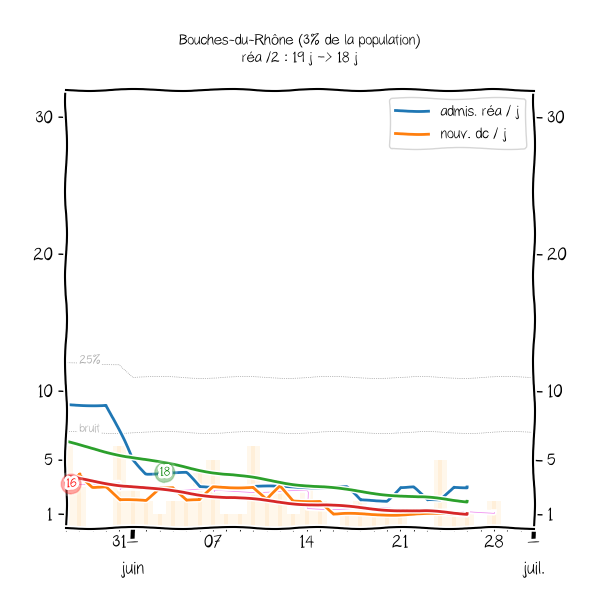 Bouches-du-Rhône (3% de la population)
réa /2 : 19 j -> 18 j
admis. réa / j
nouv. dc / j
30 30
20 20
25%
10 10
bruit
5 5
18
16
1 1
31 07 14 21 28
juin juil.